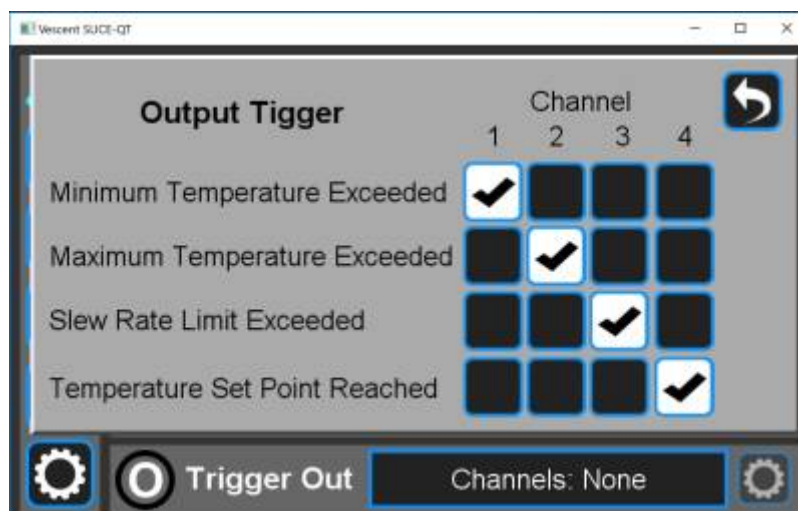 Vescent SLICE-QT
Output Tigger
Channel
1 2 3 4
Minimum Temperature Exceeded
Maximum Temperature Exceeded
Slew Rate Limit Exceeded
Temperature Set Point Reached
O Trigger Out Channels: None